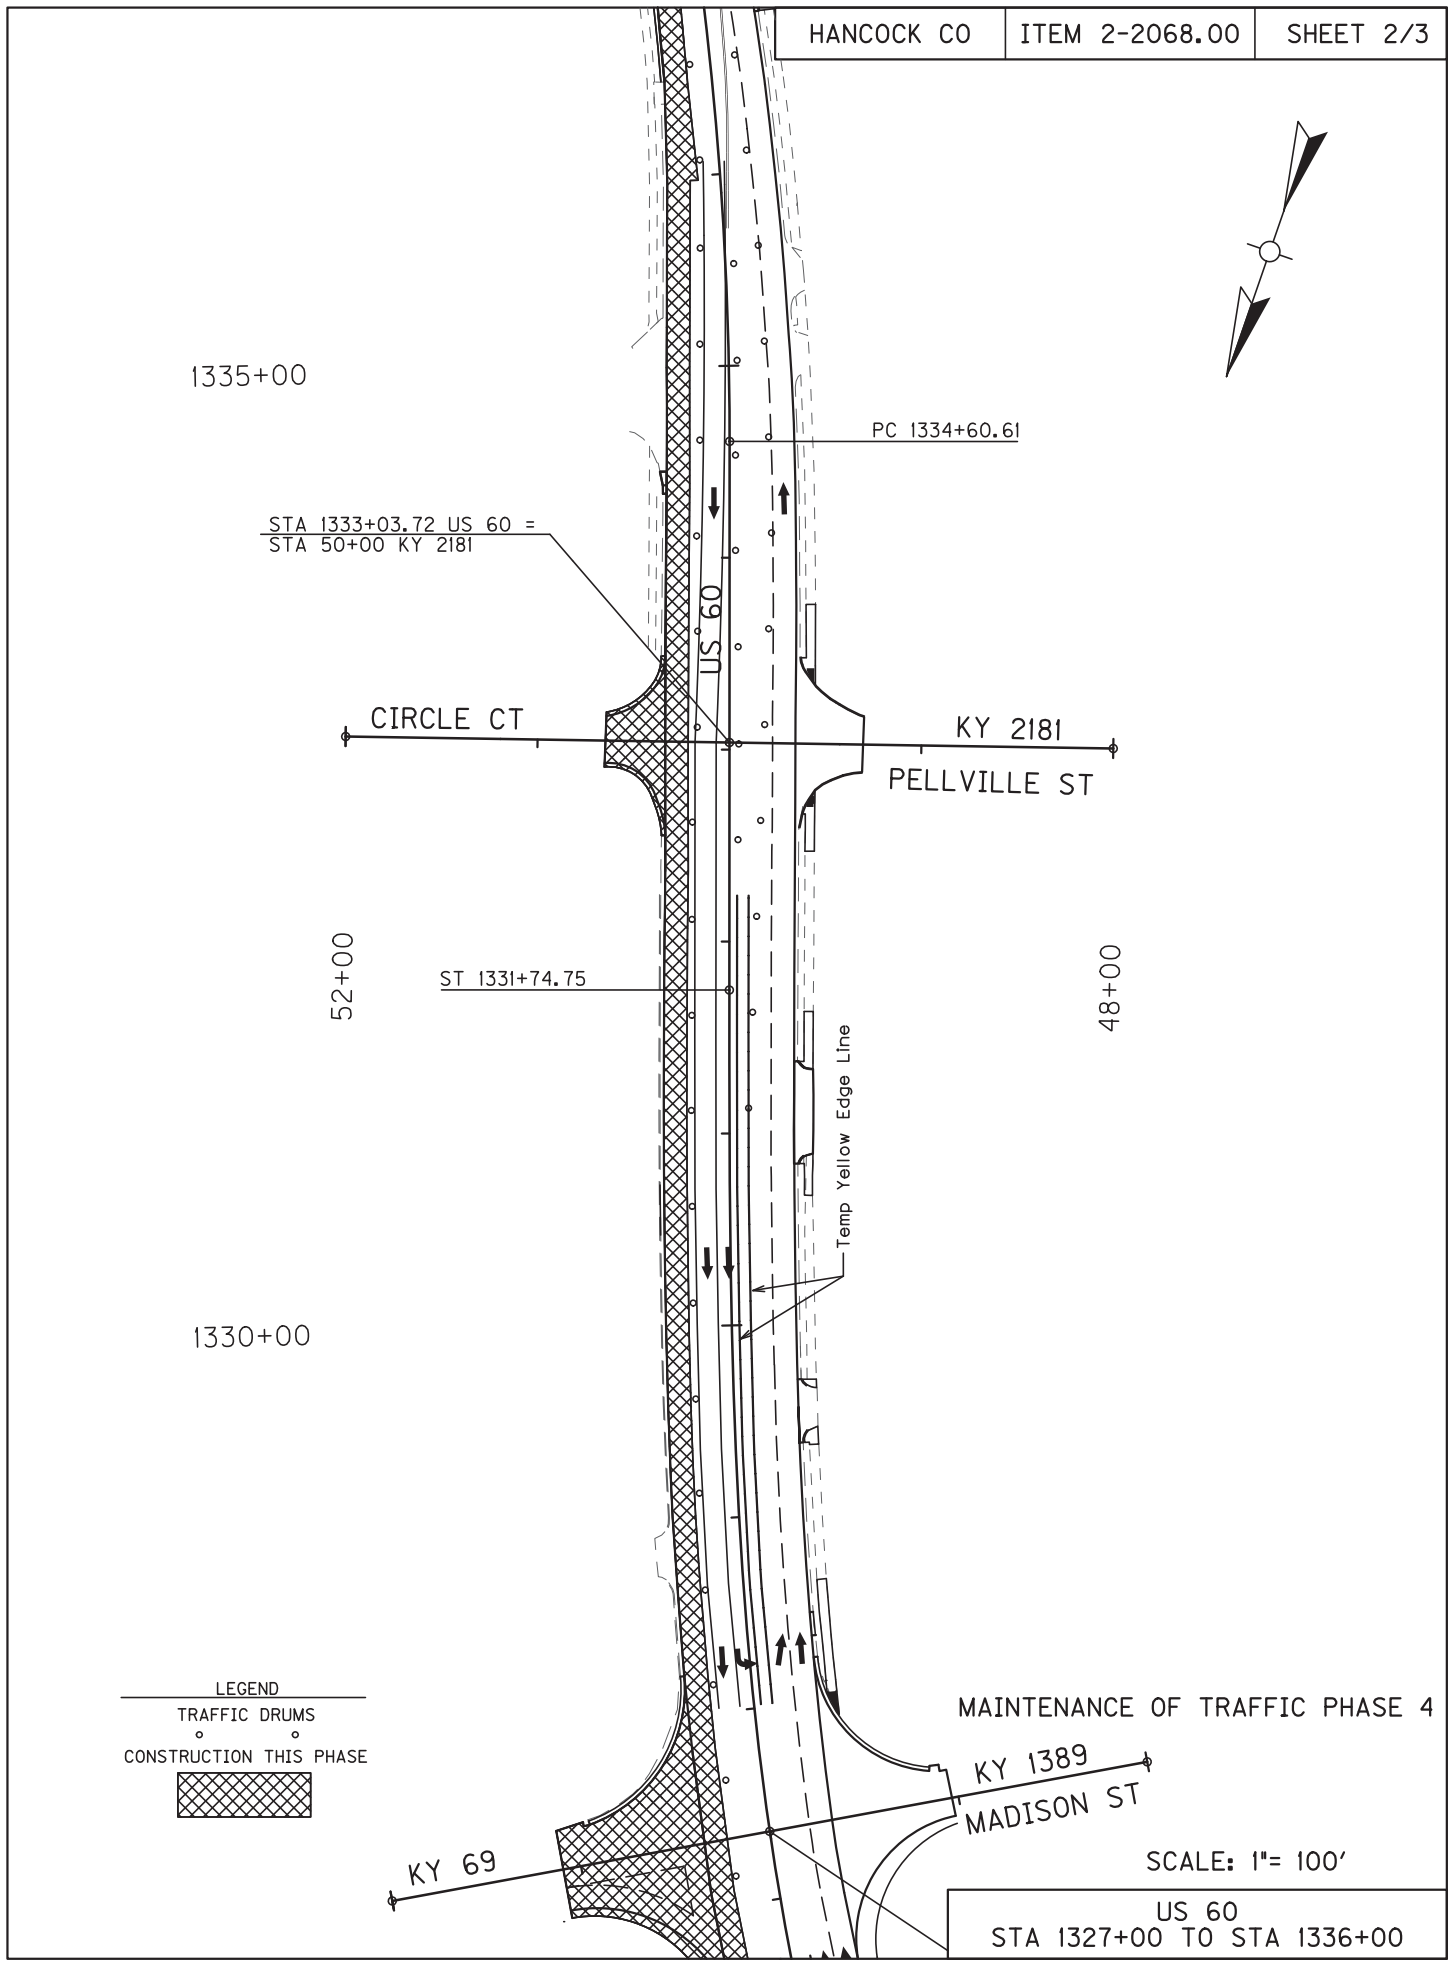 HANCOCK CO
ITEM 2-2068.00
SHEET 2/3
1335+00
PC 1334+60.61
STA 1333+03.72 US 60 =
STA 50+00 KY 2181
US 60
CIRCLE CT
KY 2181
PELLVILLE ST
52+00
ST 1331+74.75
48+00
Temp Yellow Edge Line
1330+00
LEGEND
TRAFFIC DRUMS
CONSTRUCTION THIS PHASE
MAINTENANCE OF TRAFFIC PHASE 4
KY 1389
MADISON ST
KY 69
SCALE: 1"= 100'
US 60
STA 1327+00 TO STA 1336+00